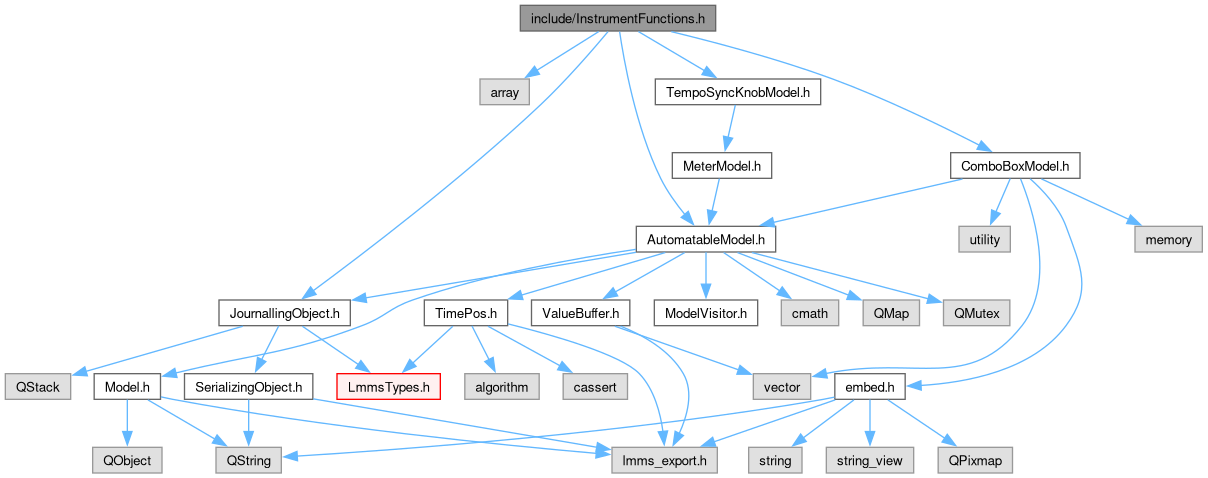 include/InstrumentFunctions.h
array
TempoSyncKnobModel.h
MeterModel.h
ComboBoxModel.h
AutomatableModel.h
utility
memory
JournallingObject.h
TimePos.h
ValueBuffer.h
ModelVisitor.h
cmath
QMap
QMutex
QStack
Model.h
SerializingObject.h
LmmsTypes.h
algorithm
cassert
vector
embed.h
QObject
QString
lmms_export.h
string
string_view
QPixmap